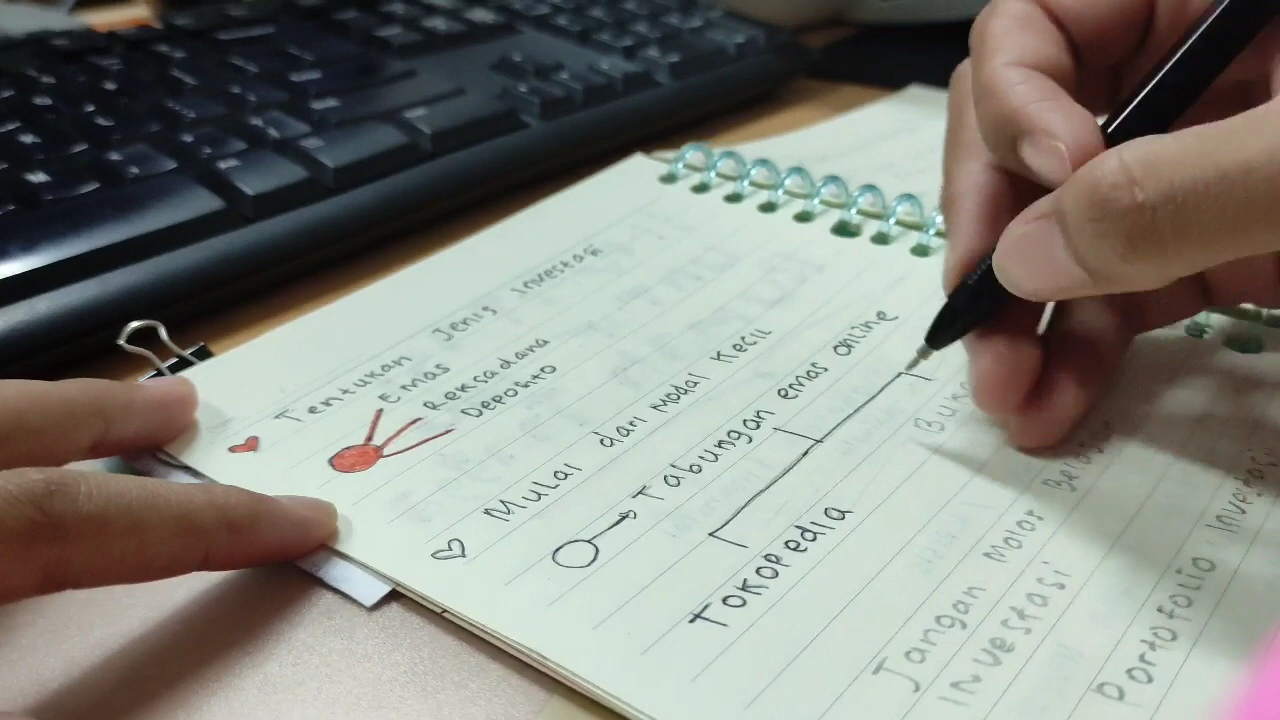 Tentukan Jenis Investasi
Emas
Reksadana
Deposito
Mulai dari Modal Kecil
Tabungan emas online
Tokopedia
Jangan Molor
Investasi
Portofolio Investasi